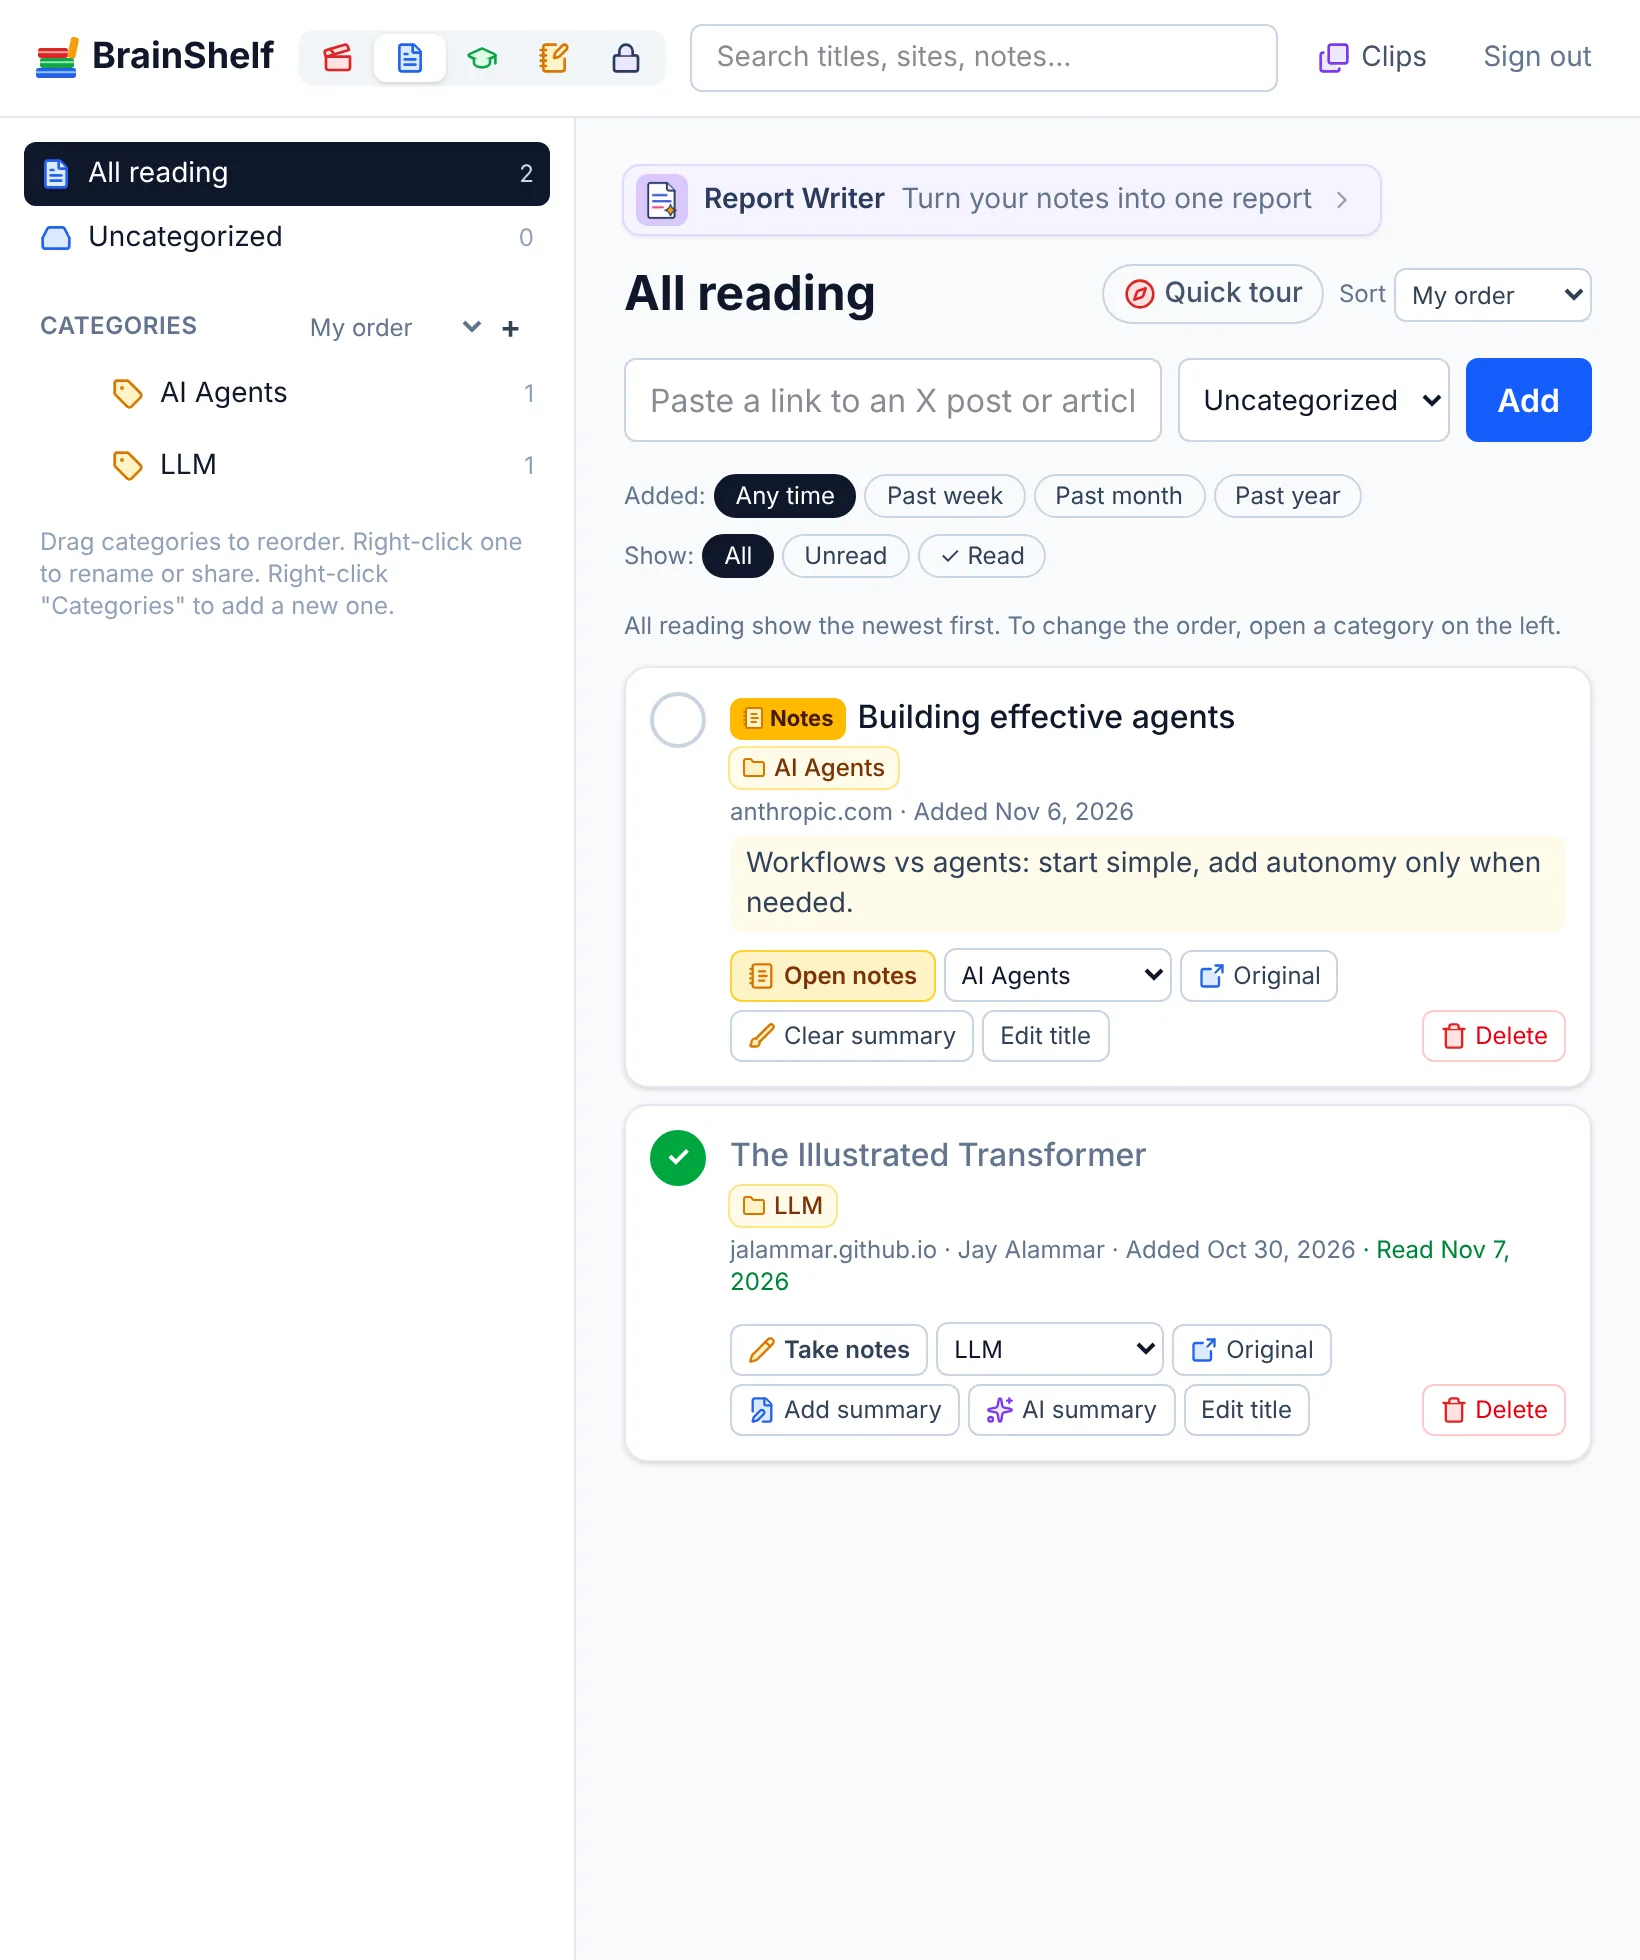 BrainShelf
Search titles, sites, notes...
Clips
Sign out
All reading 2
Uncategorized 0
CATEGORIES My order +
AI Agents 1
LLM 1
Drag categories to reorder. Right-click one
to rename or share. Right-click
"Categories" to add a new one.
Report Writer Turn your notes into one report
All reading
Quick tour
Sort My order
Paste a link to an X post or articl
Uncategorized
Add
Added: Any time Past week Past month Past year
Show: All Unread ✓ Read
All reading show the newest first. To change the order, open a category on the left.
Notes Building effective agents
AI Agents
anthropic.com · Added Nov 6, 2026
Workflows vs agents: start simple, add autonomy only when
needed.
Open notes AI Agents Original
Clear summary Edit title Delete
The Illustrated Transformer
LLM
jalammar.github.io · Jay Alammar · Added Oct 30, 2026 · Read Nov 7,
2026
Take notes LLM Original
Add summary AI summary Edit title Delete